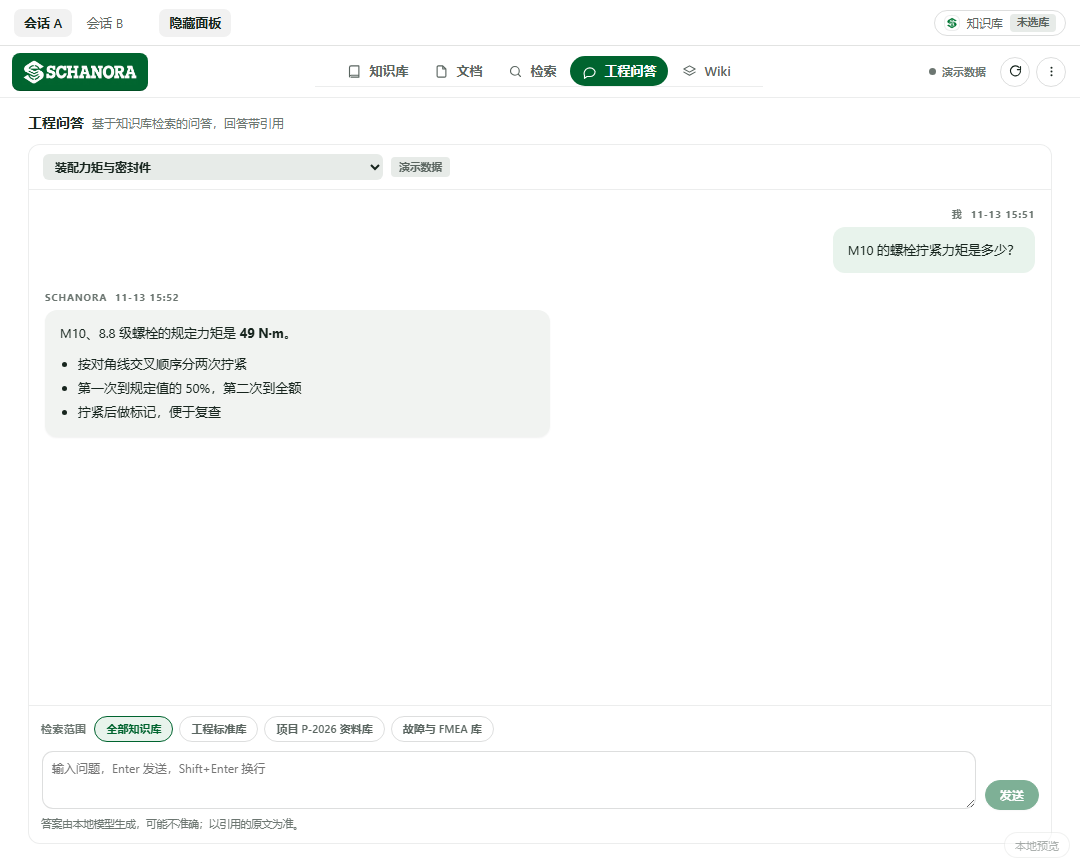 会话 A 会话 B 隐藏面板 知识库 未选库
SCHANORA 知识库 文档 检索 工程问答 Wiki 演示数据
工程问答 基于知识库检索的问答，回答带引用
装配力矩与密封件 演示数据
我 11-13 15:51
M10 的螺栓拧紧力矩是多少？
SCHANORA 11-13 15:52
M10、8.8 级螺栓的规定力矩是 49 N·m。
按对角线交叉顺序分两次拧紧
第一次到规定值的 50%，第二次到全额
拧紧后做标记，便于复查
检索范围 全部知识库 工程标准库 项目 P-2026 资料库 故障与 FMEA 库
输入问题，Enter 发送，Shift+Enter 换行
发送
答案由本地模型生成，可能不准确；以引用的原文为准。
本地预览